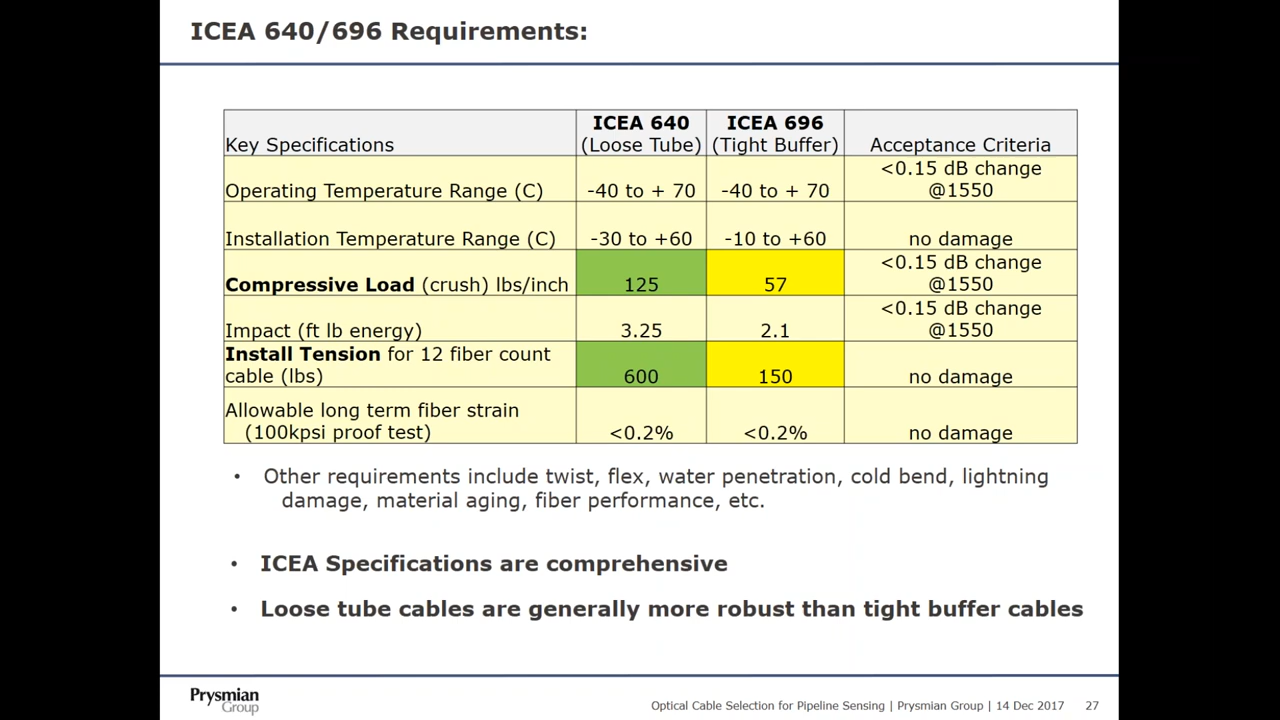 ICEA 640/696 Requirements:
Key Specifications
ICEA 640
(Loose Tube)
ICEA 696
(Tight Buffer)
Acceptance Criteria
Operating Temperature Range (C)
-40 to + 70
-40 to + 70
<0.15 dB change
@1550
Installation Temperature Range (C)
-30 to +60
-10 to +60
no damage
Compressive Load (crush) lbs/inch
125
57
<0.15 dB change
@1550
Impact (ft lb energy)
3.25
2.1
<0.15 dB change
@1550
Install Tension for 12 fiber count
cable (lbs)
600
150
no damage
Allowable long term fiber strain
(100kpsi proof test)
<0.2%
<0.2%
no damage
• Other requirements include twist, flex, water penetration, cold bend, lightning
damage, material aging, fiber performance, etc.
• ICEA Specifications are comprehensive
• Loose tube cables are generally more robust than tight buffer cables
Prysmian
Group
Optical Cable Selection for Pipeline Sensing | Prysmian Group | 14 Dec 2017 27